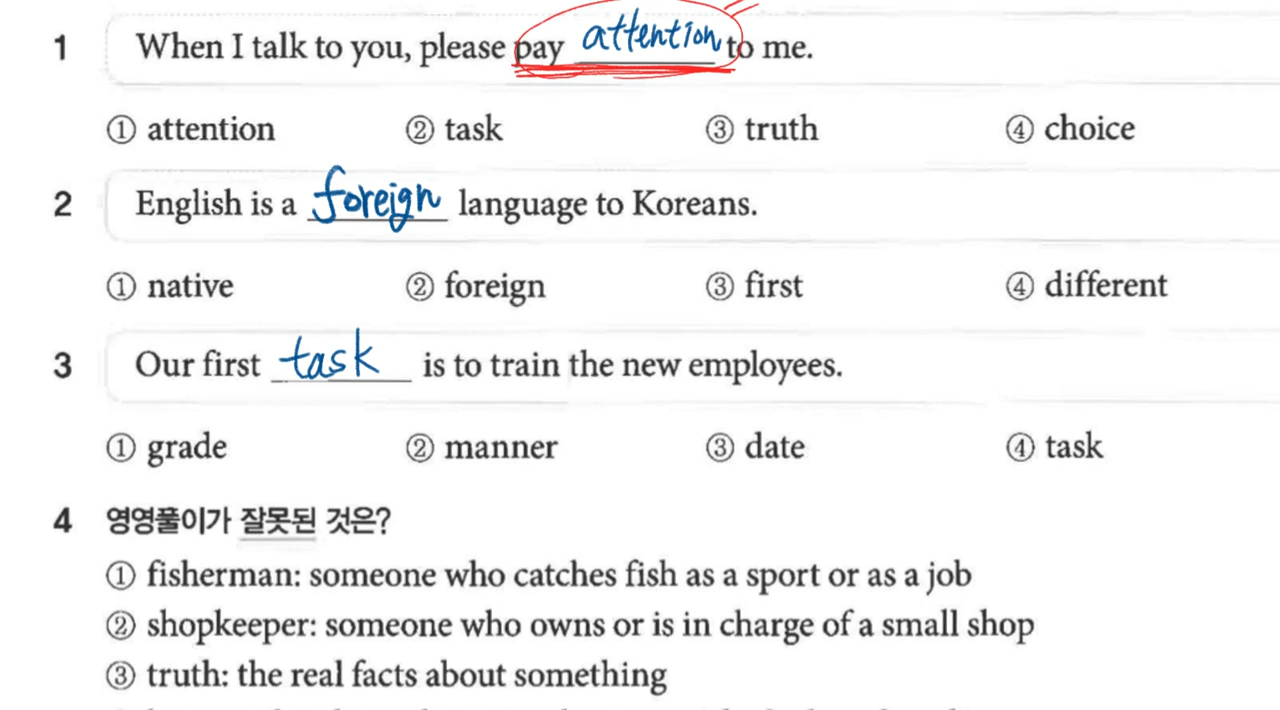 1 When I talk to you, please pay attention to me.
① attention ② task ③ truth ④ choice
2 English is a foreign language to Koreans.
① native ② foreign ③ first ④ different
3 Our first task is to train the new employees.
① grade ② manner ③ date ④ task
4 영영풀이가 잘못된 것은?
① fisherman: someone who catches fish as a sport or as a job
② shopkeeper: someone who owns or is in charge of a small shop
③ truth: the real facts about something